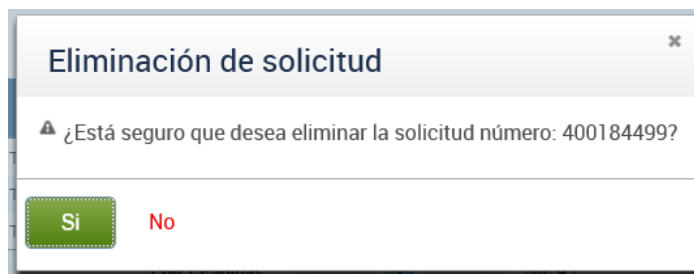 Eliminación de solicitud
¿Está seguro que desea eliminar la solicitud número: 400184499?
Si No